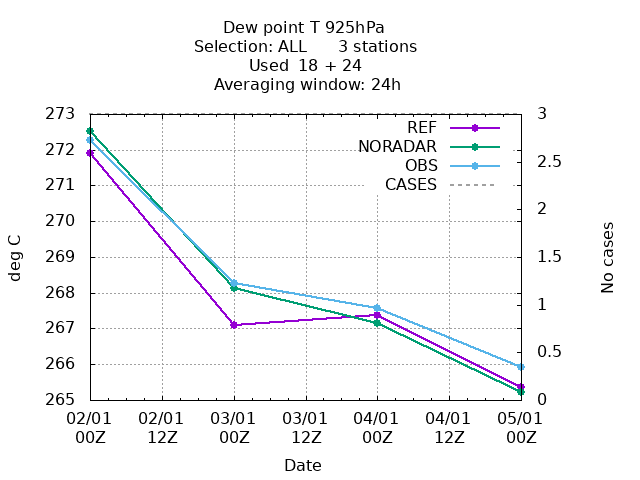 Dew point T 925hPa
Selection: ALL 3 stations
Used 18 + 24
Averaging window: 24h
273 3
REF
NORADAR
272
OBS 2.5
271 CASES
2
270
269 1.5
268
1
267
266 0.5
265 0
02/01 02/01 03/01 03/01 04/01 04/01 05/01
00Z 12Z 00Z 12Z 00Z 12Z 00Z
deg C
No cases
Date